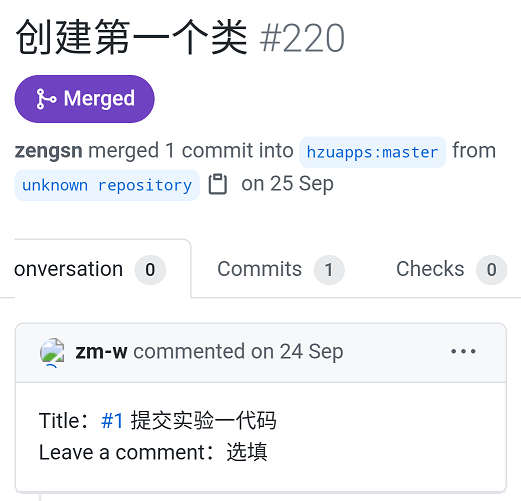 创建第一个类 #220
Merged
zengsn merged 1 commit into hzuapps:master from
unknown repository on 25 Sep
onversation 0 Commits 1 Checks 0
zm-w commented on 24 Sep
Title：#1 提交实验一代码
Leave a comment：选填